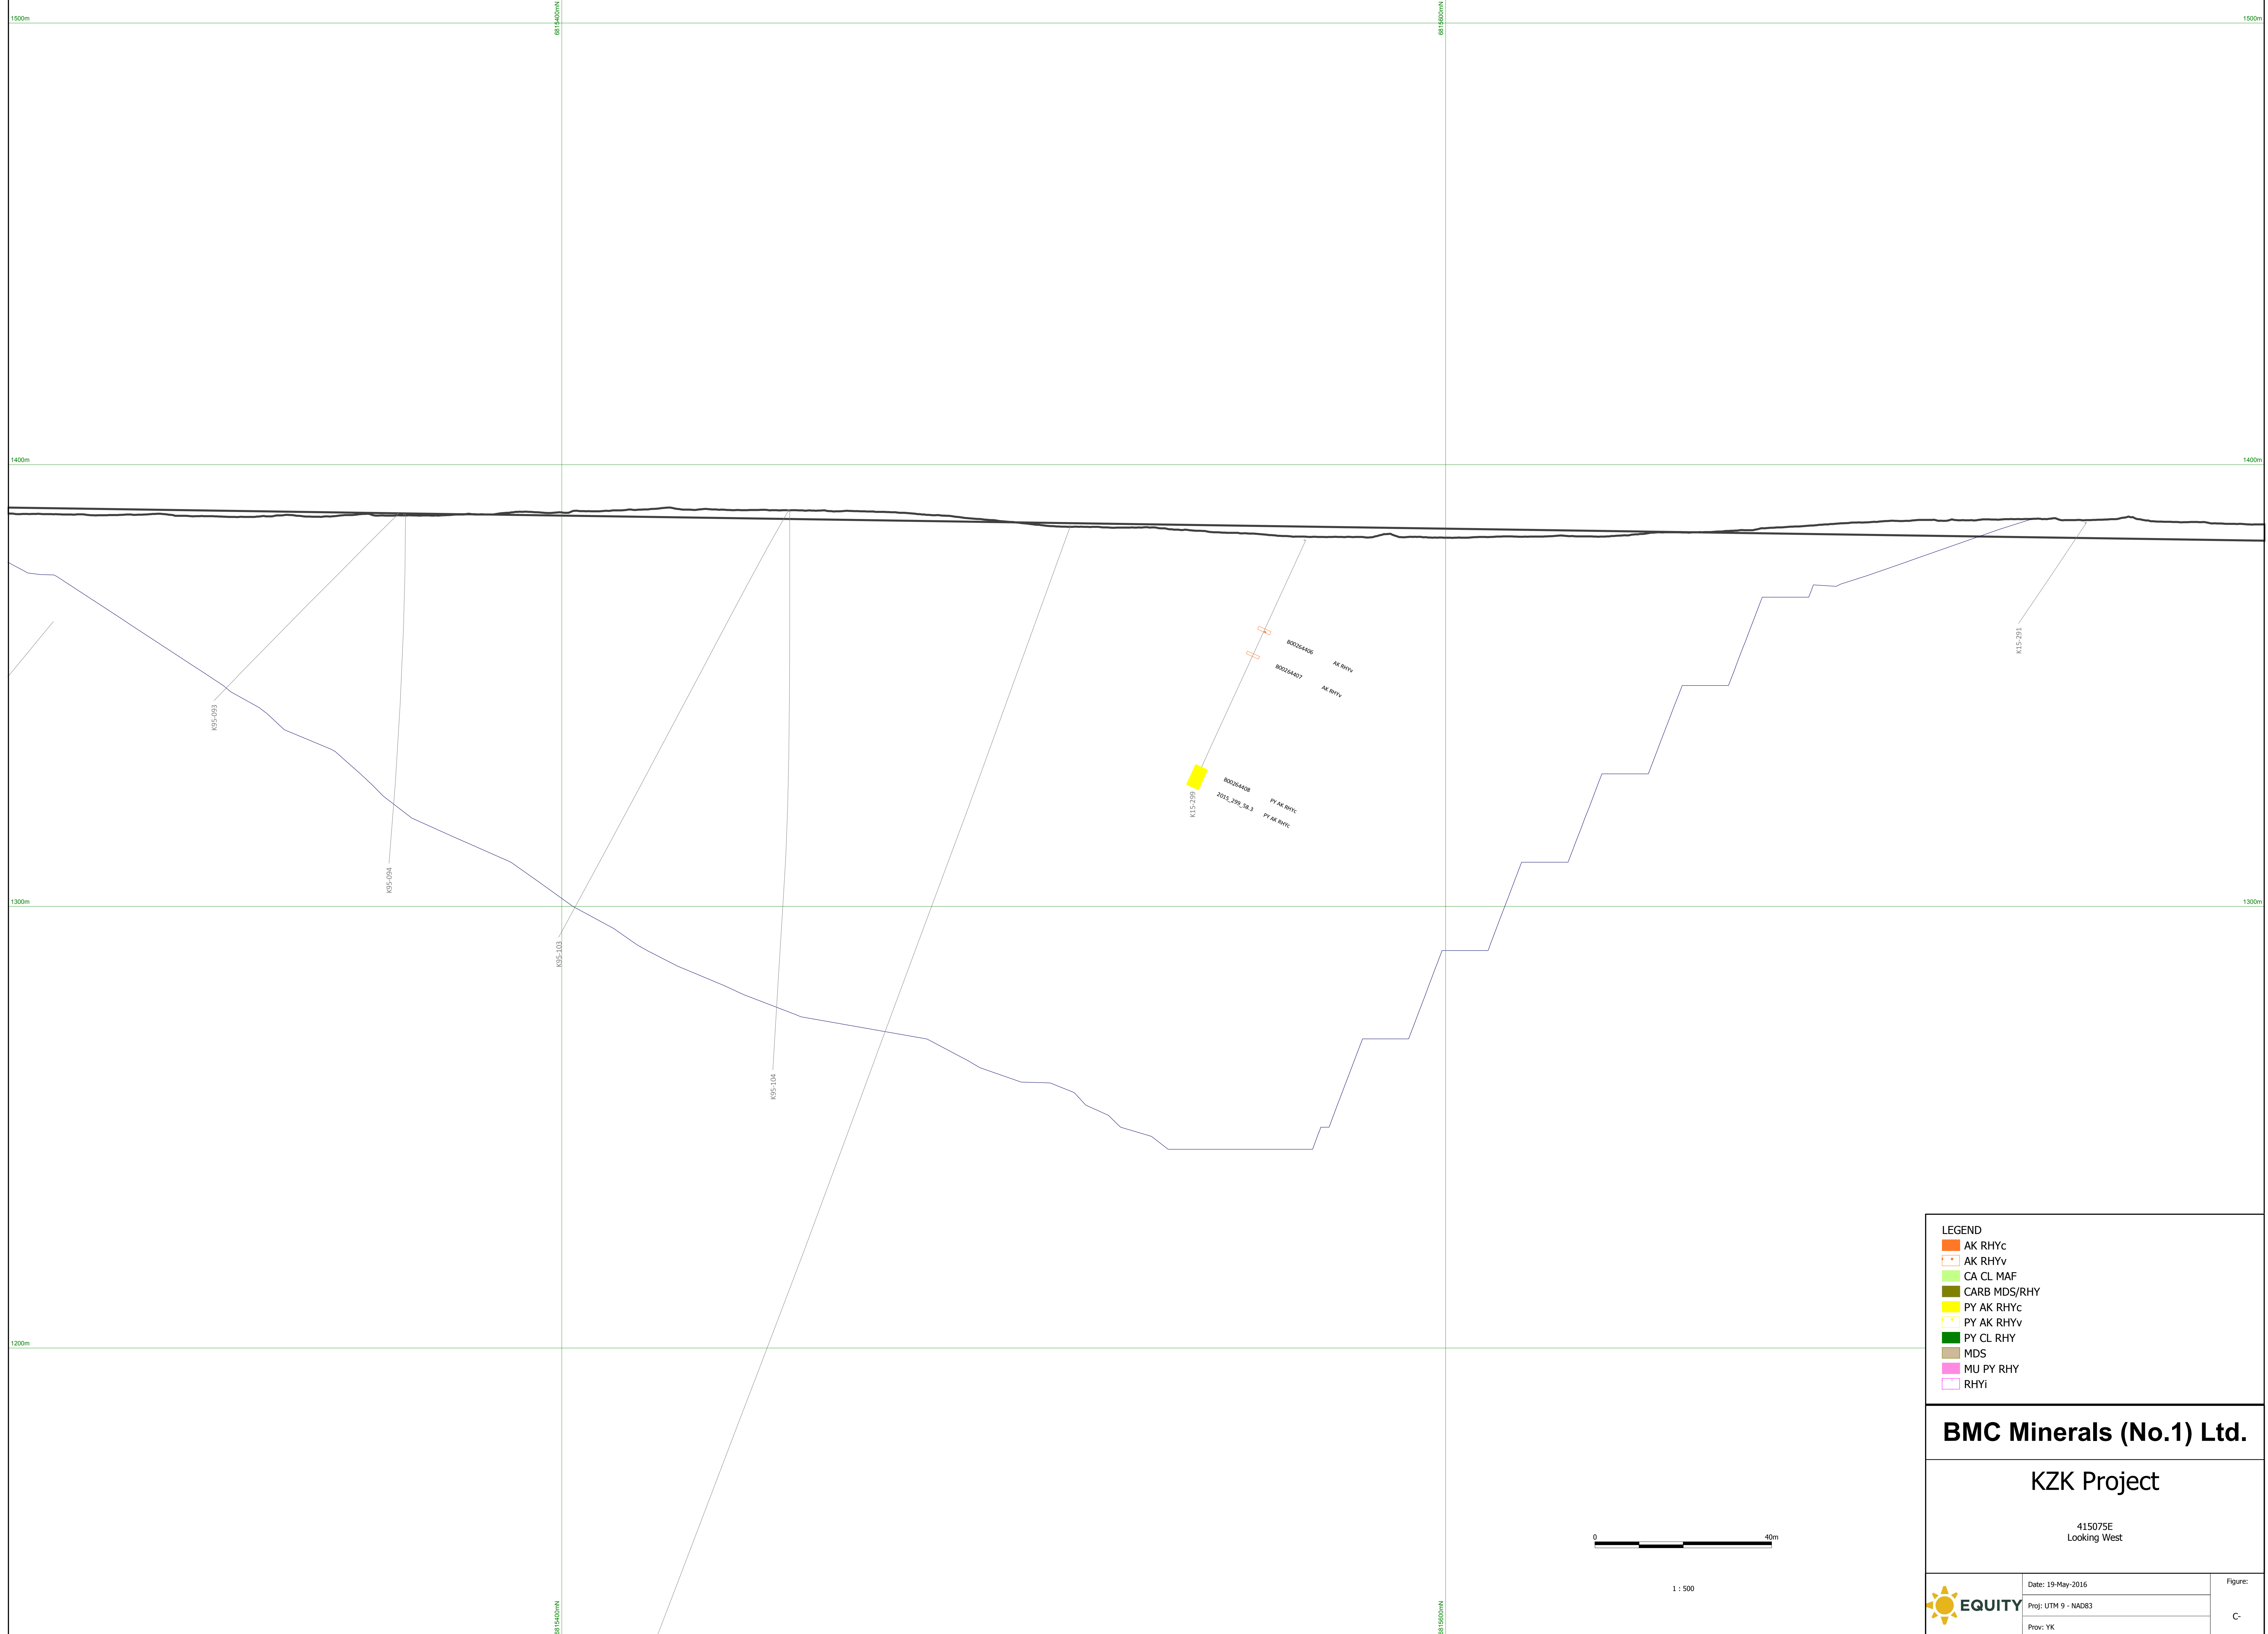 6815400mN
6815600mN
1500m
1500m
1400m
1400m
K15-291
B00264406 AK RHYv
B00264407 AK RHYv
K95-093
B00264408 PY AK RHYc
2015_299_58.3 PY AK RHYc
K15-299
K95-094
1300m
1300m
K95-103
K95-104
1200m
LEGEND
AK RHYc
AK RHYv
CA CL MAF
CARB MDS/RHY
PY AK RHYc
PY AK RHYv
PY CL RHY
MDS
MU PY RHY
RHYi
BMC Minerals (No.1) Ltd.
KZK Project
415075E
Looking West
0 40m
1 : 500
6815400mN
6815600mN
EQUITY
Date: 19-May-2016
Proj: UTM 9 - NAD83
Prov: YK
Figure:
C-